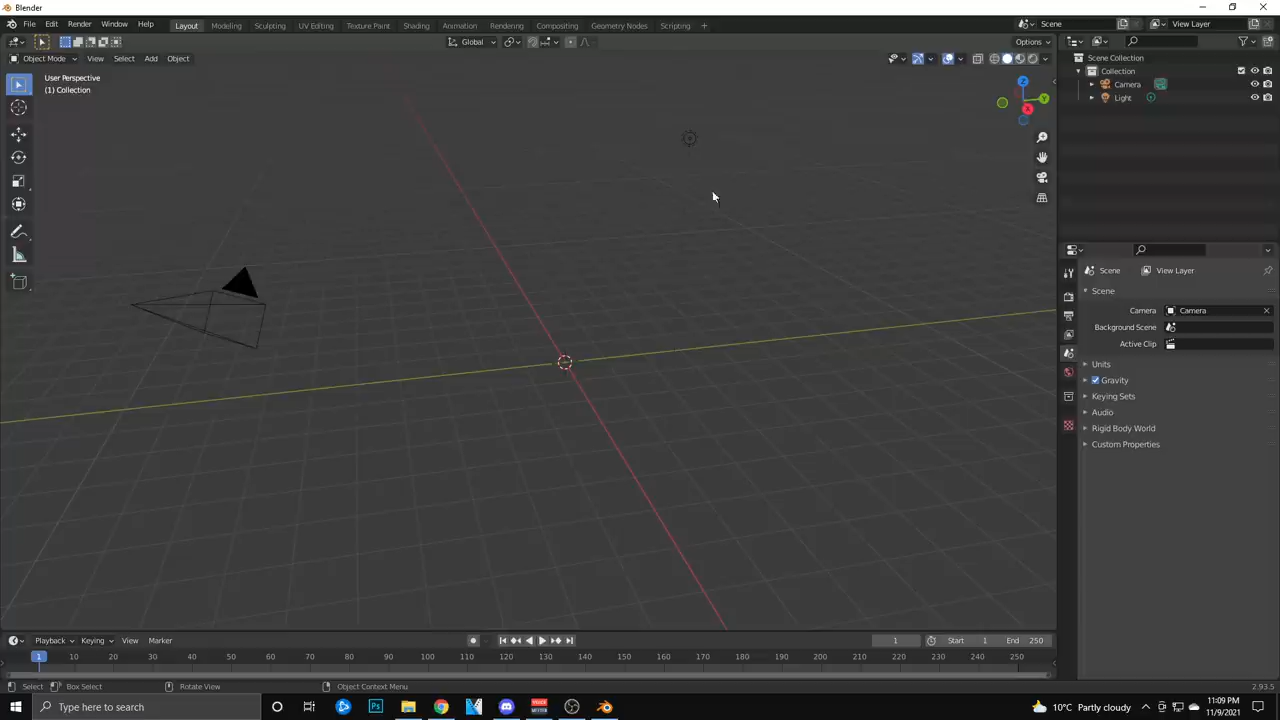 Blender
File Edit Render Window Help Layout Modeling Sculpting UV Editing Texture Paint Shading Animation Rendering Compositing Geometry Nodes Scripting + Scene View Layer
Global Options
Object Mode View Select Add Object
User Perspective
(1) Collection
Z
Y
X
Scene Collection
Collection
Camera
Light
Scene View Layer
Scene
Camera Camera
Background Scene
Active Clip
Units
Gravity
Keying Sets
Audio
Rigid Body World
Custom Properties
Playback Keying View Marker 1 Start 1 End 250
1 10 20 30 40 50 60 70 80 90 100 110 120 130 140 150 160 170 180 190 200 210 220 230 240 250
Select Box Select Rotate View Object Context Menu 2.93.5
Type here to search 10°C Partly cloudy 11:09 PM
11/9/2021